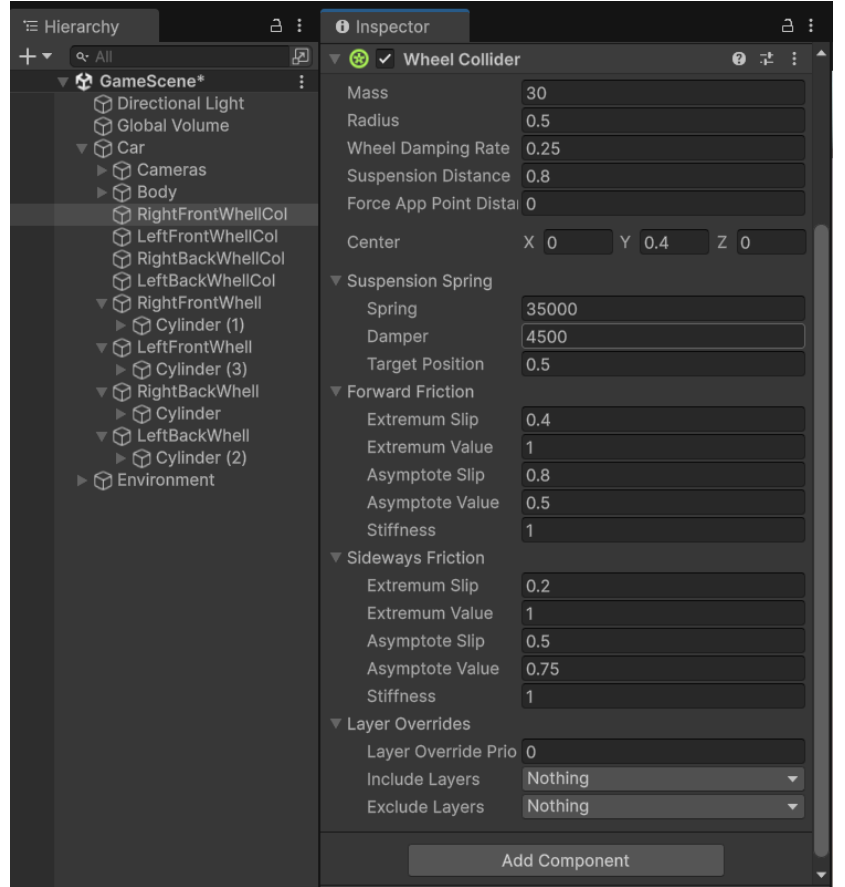 Hierarchy
All
GameScene*
Directional Light
Global Volume
Car
Cameras
Body
RightFrontWhellCol
LeftFrontWhellCol
RightBackWhellCol
LeftBackWhellCol
RightFrontWhell
Cylinder (1)
LeftFrontWhell
Cylinder (3)
RightBackWhell
Cylinder
LeftBackWhell
Cylinder (2)
Environment
Inspector
Wheel Collider
Mass 30
Radius 0.5
Wheel Damping Rate 0.25
Suspension Distance 0.8
Force App Point Dista 0
Center X 0 Y 0.4 Z 0
Suspension Spring
Spring 35000
Damper 4500
Target Position 0.5
Forward Friction
Extremum Slip 0.4
Extremum Value 1
Asymptote Slip 0.8
Asymptote Value 0.5
Stiffness 1
Sideways Friction
Extremum Slip 0.2
Extremum Value 1
Asymptote Slip 0.5
Asymptote Value 0.75
Stiffness 1
Layer Overrides
Layer Override Prio 0
Include Layers Nothing
Exclude Layers Nothing
Add Component